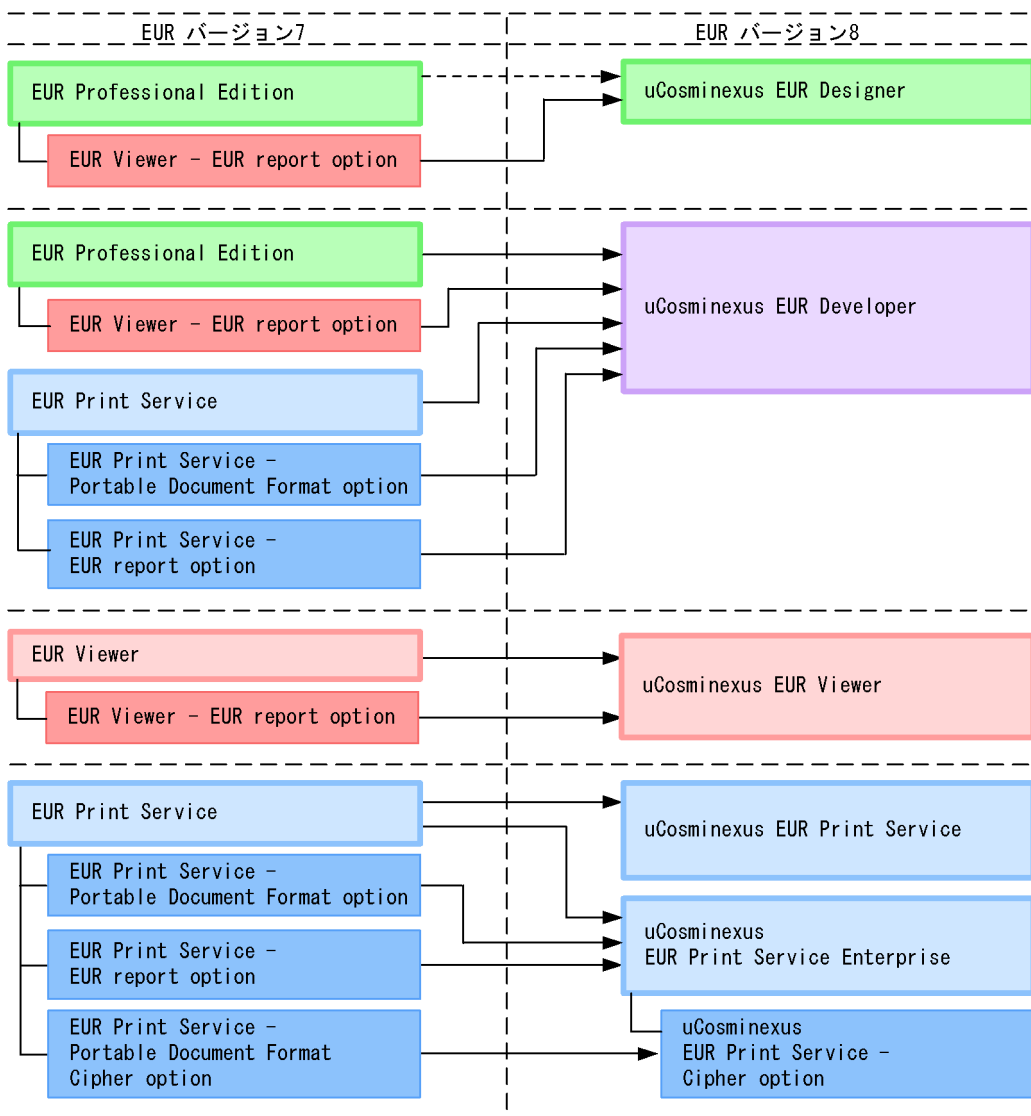 EUR バージョン7
EUR バージョン8
EUR Professional Edition
EUR Viewer − EUR report option
uCosminexus EUR Designer
EUR Professional Edition
EUR Viewer − EUR report option
EUR Print Service
EUR Print Service −
Portable Document Format option
EUR Print Service −
EUR report option
uCosminexus EUR Developer
EUR Viewer
EUR Viewer − EUR report option
uCosminexus EUR Viewer
EUR Print Service
EUR Print Service −
Portable Document Format option
EUR Print Service −
EUR report option
EUR Print Service −
Portable Document Format
Cipher option
uCosminexus EUR Print Service
uCosminexus
EUR Print Service Enterprise
uCosminexus
EUR Print Service −
Cipher option